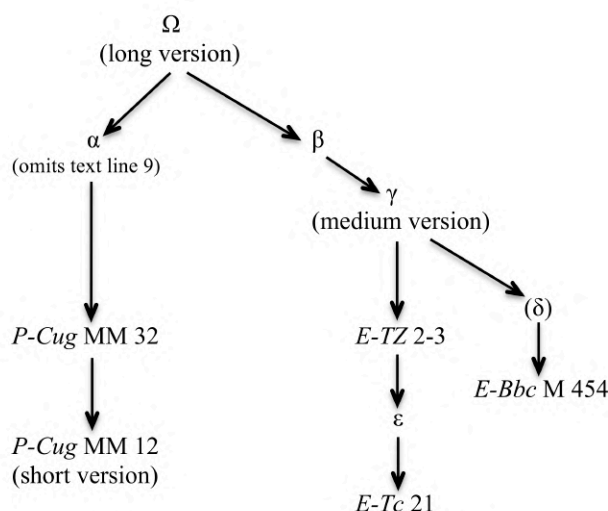 Ω
(long version)
α
(omits text line 9)
β
γ
(medium version)
(δ)
P-Cug MM 32
E-TZ 2-3
E-Bbc M 454
ε
P-Cug MM 12
(short version)
E-Tc 21